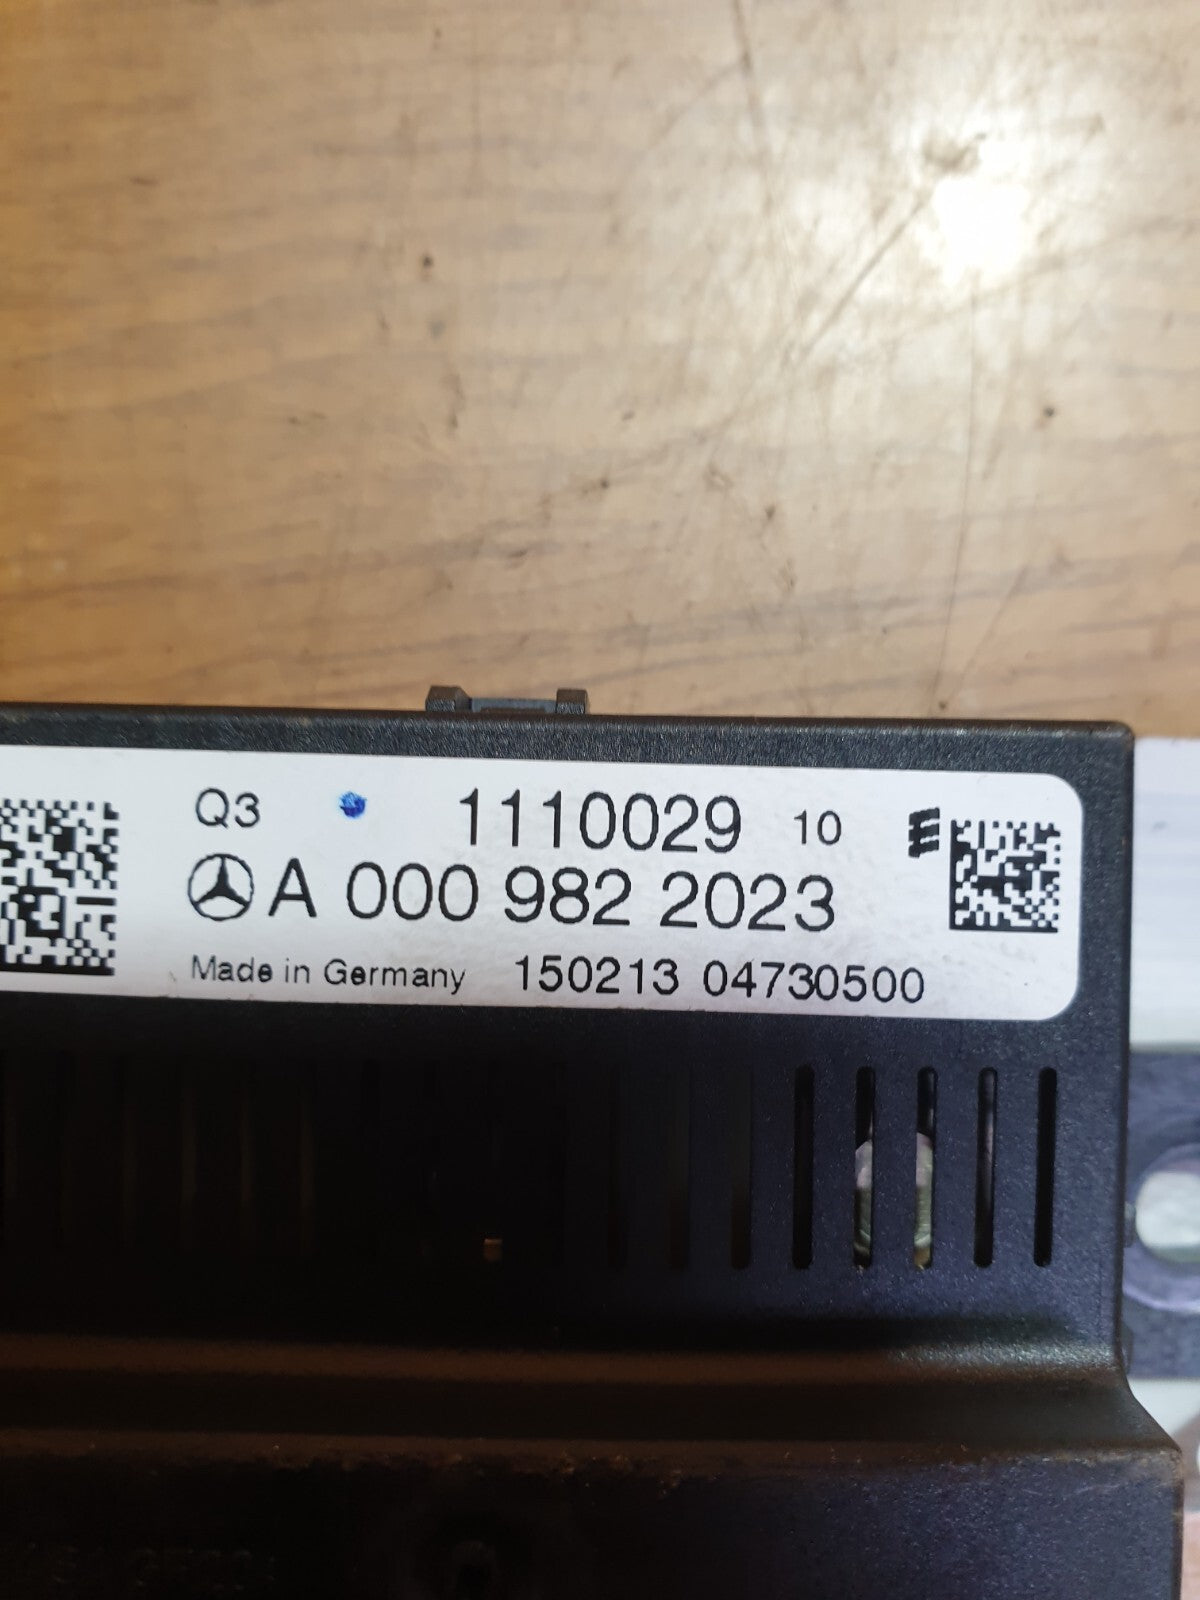 Q3 1110029 10
A 000 982 2023
Made in Germany 150213 04730500